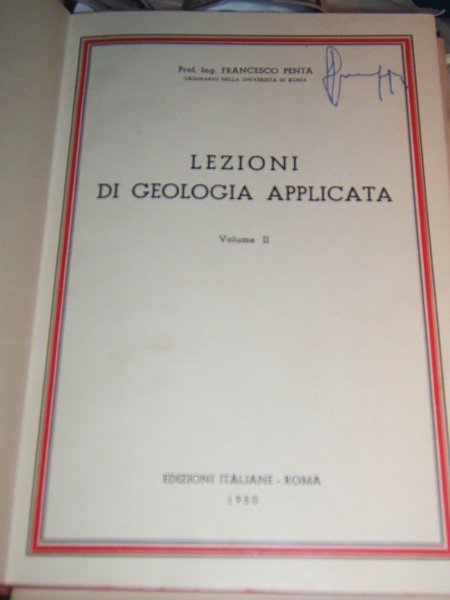 Prof. Ing. FRANCESCO PENTA
ORDINARIO NELLA UNIVERSITÀ DI ROMA
LEZIONI
DI GEOLOGIA APPLICATA
Volume II
EDIZIONI ITALIANE - ROMA
1950